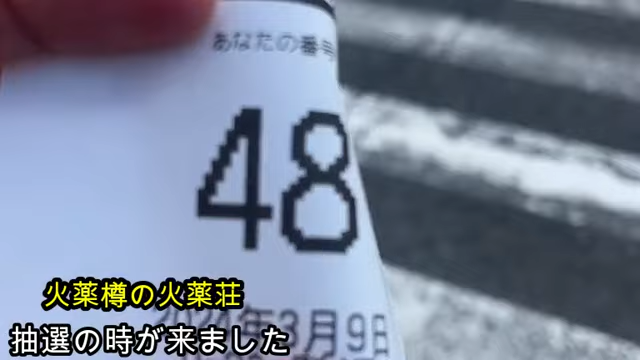 あなたの番号
48
火薬樽の火薬荘
抽選の時が来ました
年3月9日